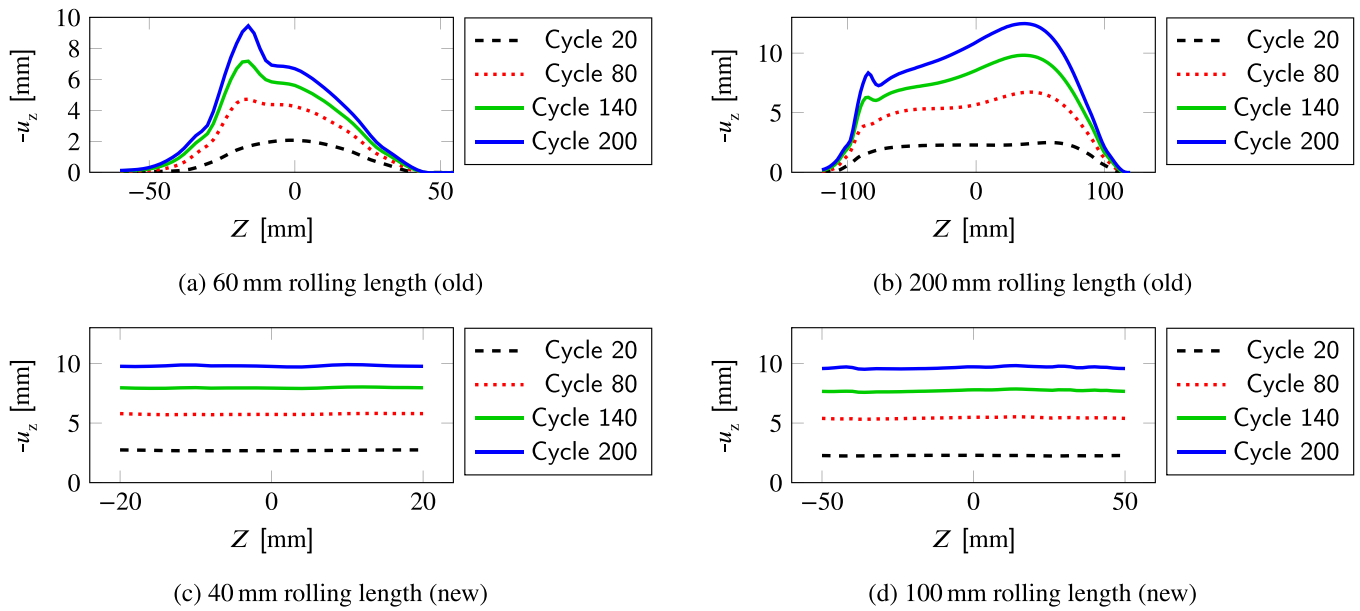 10
8
6
4
2
0
-u_z [mm]
−50
0
50
Z [mm]
Cycle 20
Cycle 80
Cycle 140
Cycle 200
(a) 60 mm rolling length (old)
10
5
0
-u_z [mm]
−100
0
100
Z [mm]
Cycle 20
Cycle 80
Cycle 140
Cycle 200
(b) 200 mm rolling length (old)
10
5
0
-u_z [mm]
−20
0
20
Z [mm]
Cycle 20
Cycle 80
Cycle 140
Cycle 200
(c) 40 mm rolling length (new)
10
5
0
-u_z [mm]
−50
0
50
Z [mm]
Cycle 20
Cycle 80
Cycle 140
Cycle 200
(d) 100 mm rolling length (new)